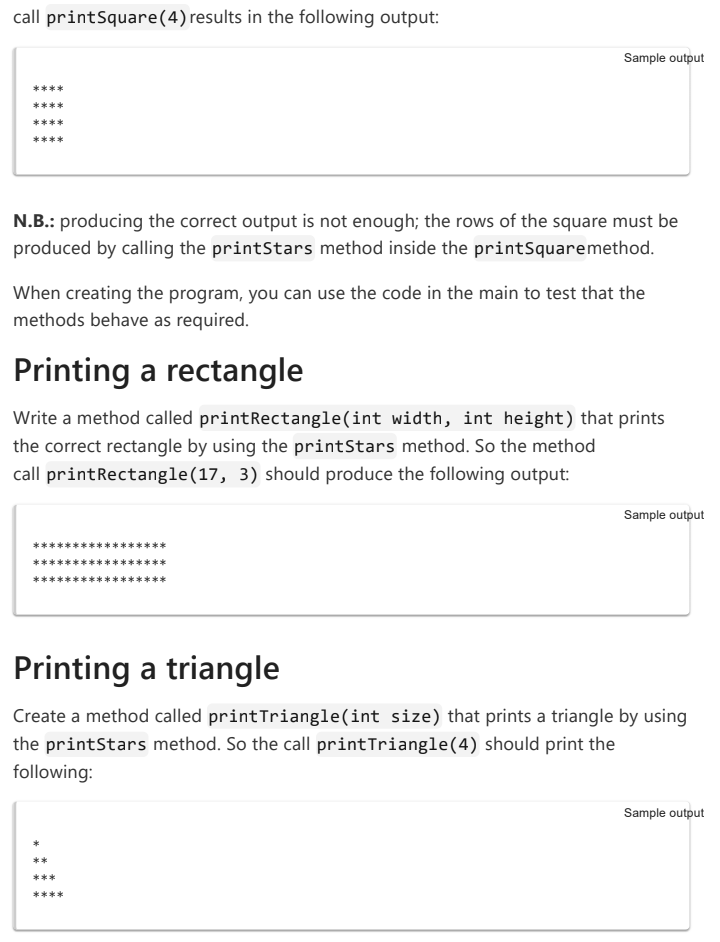 call printSquare(4)results in the following output:
Sample output
****
****
****
****
N.B.: producing the correct output is not enough; the rows of the square must be
produced by calling the printStars method inside the printSquaremethod.
When creating the program, you can use the code in the main to test that the
methods behave as required.
Printing a rectangle
Write a method called printRectangle(int width, int height) that prints
the correct rectangle by using the printStars method. So the method
call printRectangle(17, 3) should produce the following output:
Sample output
*****************
*****************
*****************
Printing a triangle
Create a method called printTriangle(int size) that prints a triangle by using
the printStars method. So the call printTriangle(4) should print the
following:
Sample output
*
**
***
****